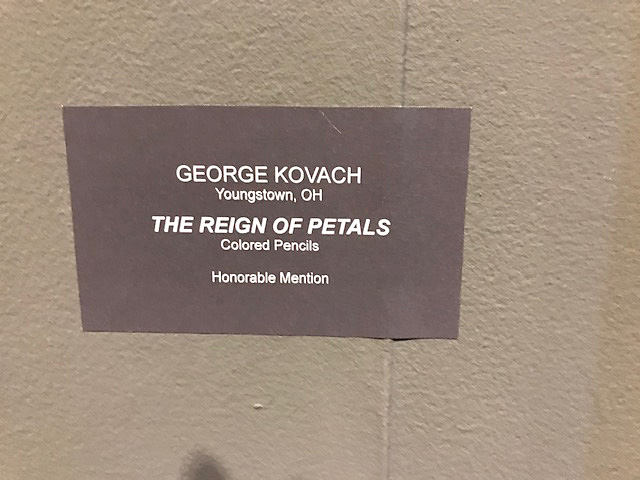 GEORGE KOVACH
Youngstown, OH
THE REIGN OF PETALS
Colored Pencils
Honorable Mention